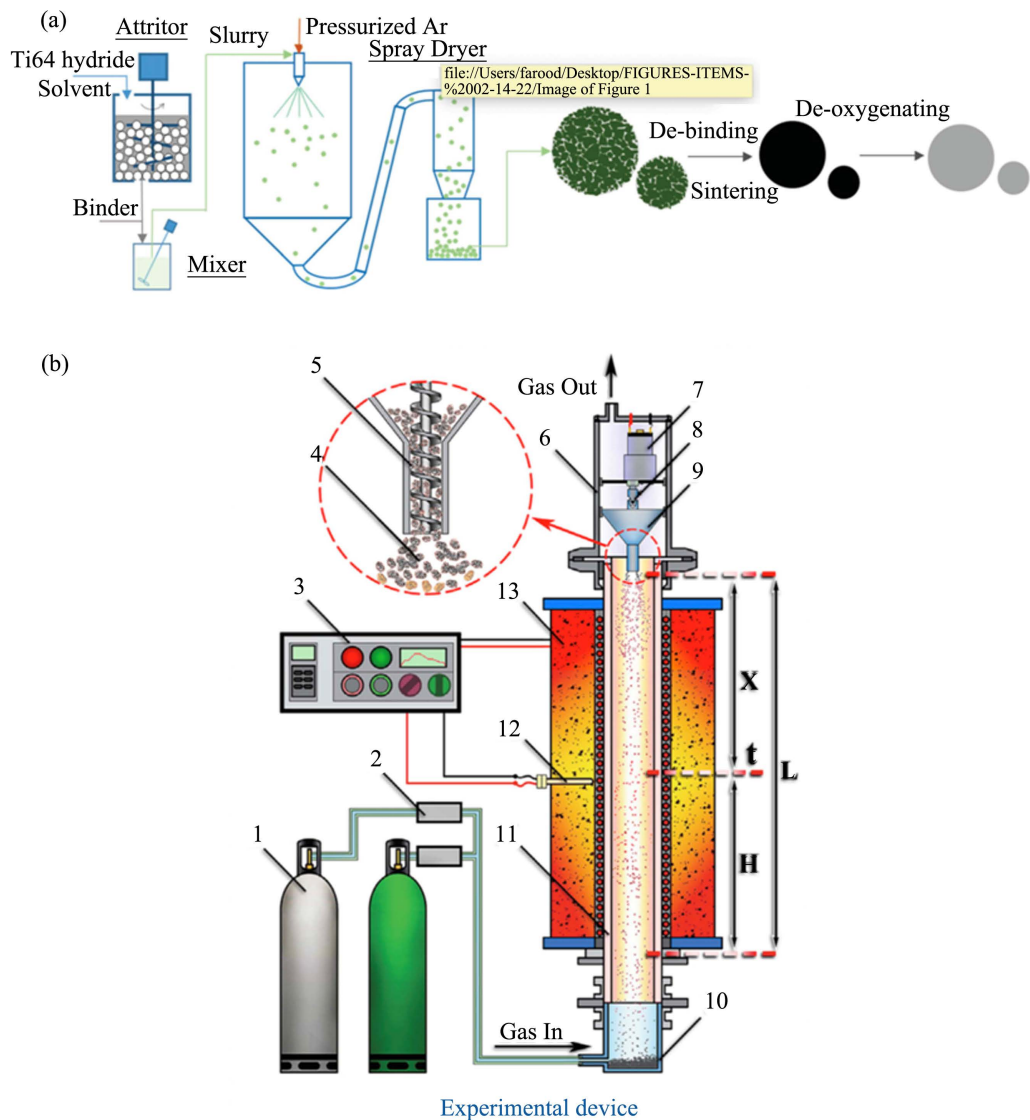 (a)
Attritor
Slurry
Pressurized Ar
Spray Dryer
Ti64 hydride
Solvent
file://Users/farood/Desktop/FIGURES-ITEMS-
%2002-14-22/Image of Figure 1
De-binding
De-oxygenating
Sintering
Binder
Mixer
(b)
Gas Out
5
7
8
6
4
9
3
13
X
12
t
L
2
1
11
H
10
Gas In
Experimental device